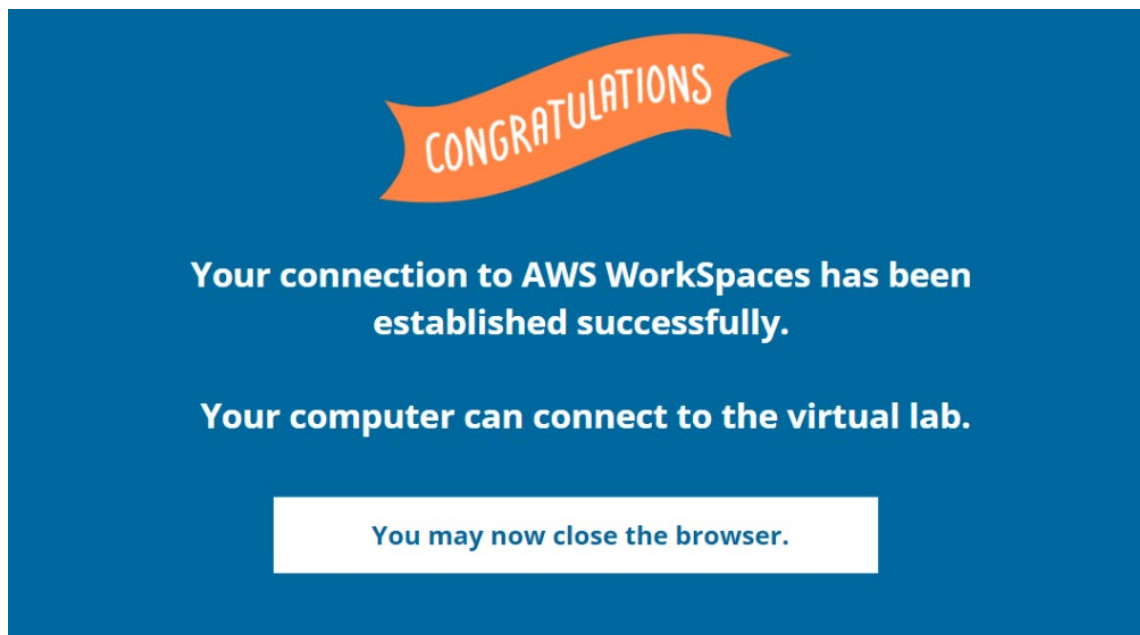 CONGRATULATIONS
Your connection to AWS WorkSpaces has been
established successfully.
Your computer can connect to the virtual lab.
You may now close the browser.